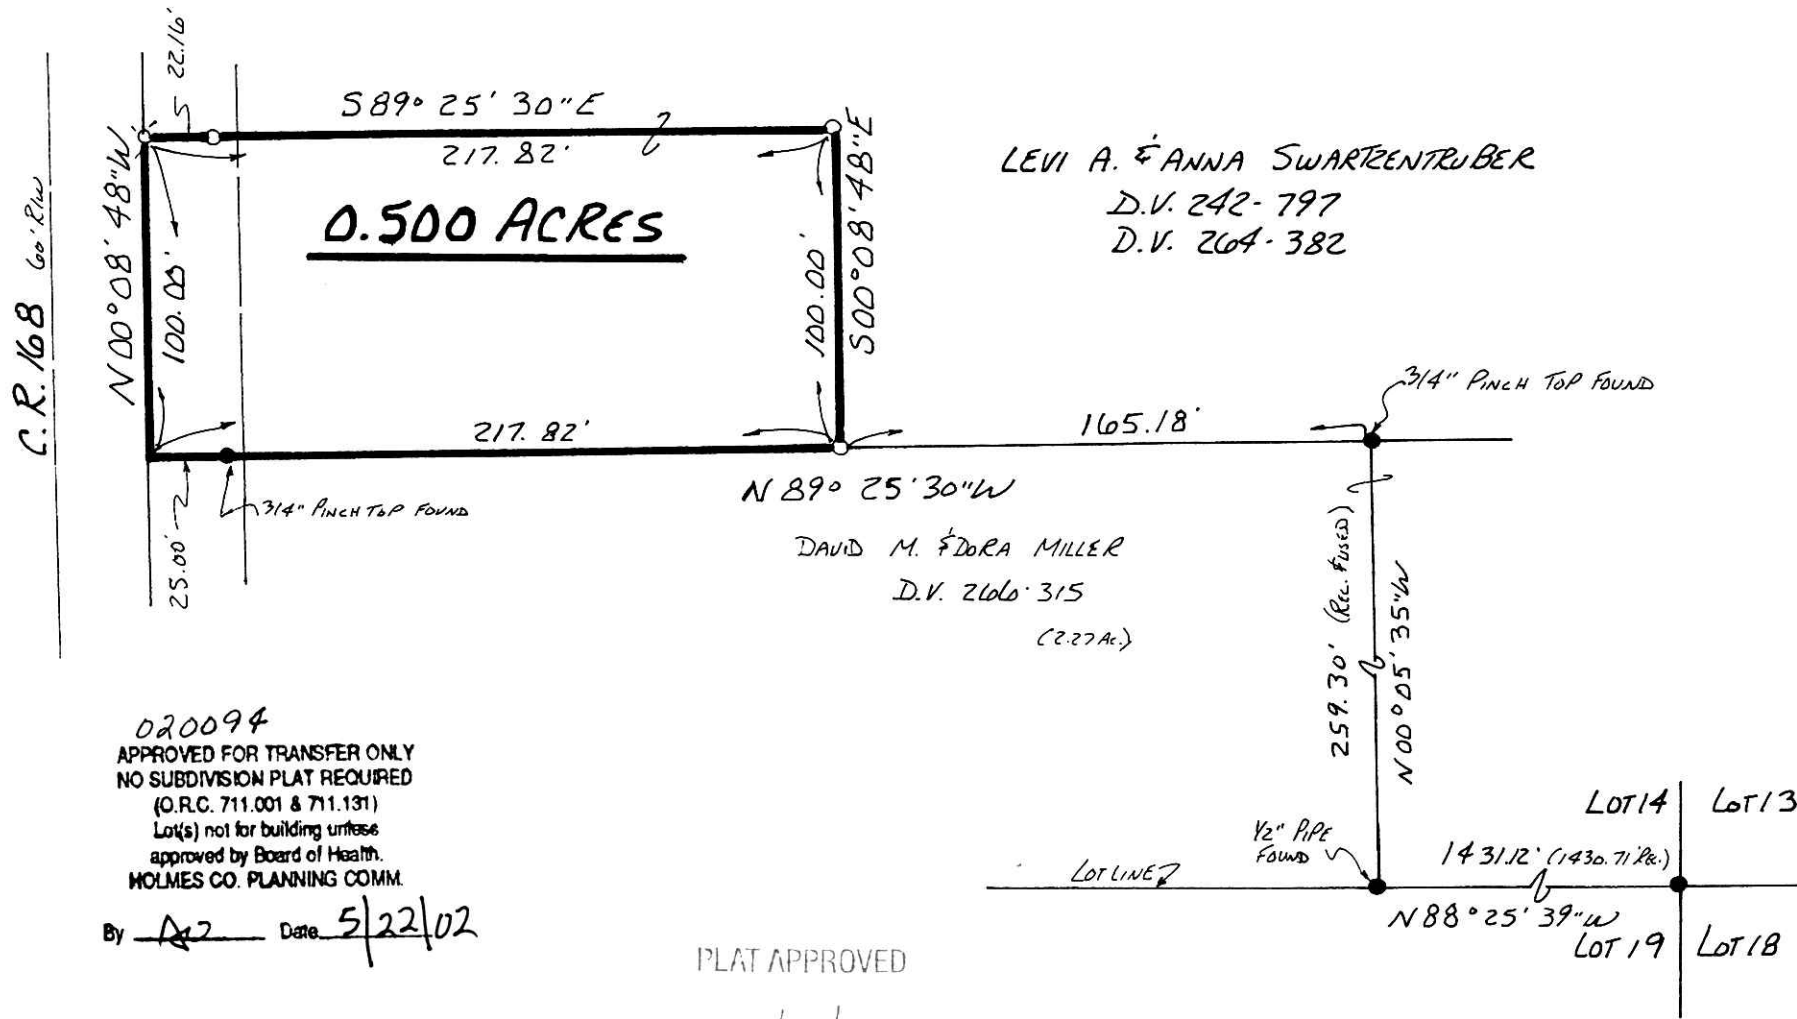 22.16'
S 89° 25' 30" E
217.82'
C.R. 168 60' R/W
N 00° 08' 48" W
100.00'
0.500 ACRES
100.00'
S 00° 08' 48" E
LEVI A. & ANNA SWARTZENTRUBER
D.V. 242-797
D.V. 264-382
217.82'
165.18'
3/4" PINCH TOP FOUND
N 89° 25' 30" W
25.00'
3/4" PINCH TOP FOUND
DAVID M. & DORA MILLER
D.V. 266-315
(2.27 Ac.)
259.30' (REC. & USED)
N 00° 05' 35" W
020094
APPROVED FOR TRANSFER ONLY
NO SUBDIVISION PLAT REQUIRED
(O.R.C. 711.001 & 711.131)
Lot(s) not for building unless
approved by Board of Health.
HOLMES CO. PLANNING COMM.
By Date 5/22/02
PLAT APPROVED
LOT LINE
1/2" PIPE
FOUND
1431.12' (1430.71' Rec.)
N 88° 25' 39" W
LOT 14 LOT 13
LOT 19 LOT 18